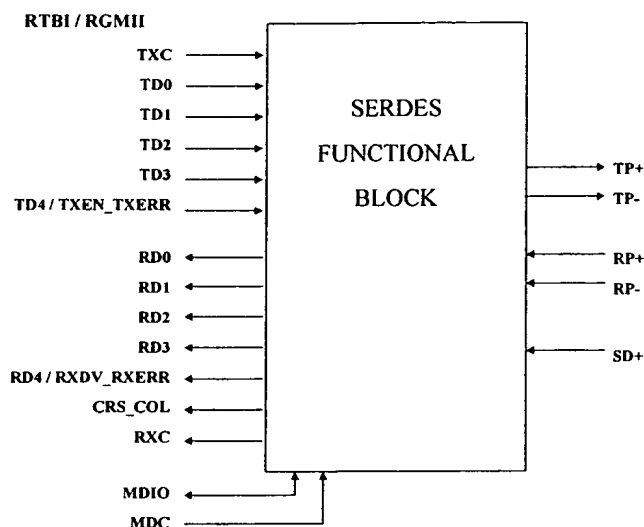 RTBI / RGMII
TXC
TD0
TD1
TD2
TD3
TD4 / TXEN_TXERR
RD0
RD1
RD2
RD3
RD4 / RXDV_RXERR
CRS_COL
RXC
MDIO
MDC
SERDES
FUNCTIONAL
BLOCK
TP+
TP-
RP+
RP-
SD+